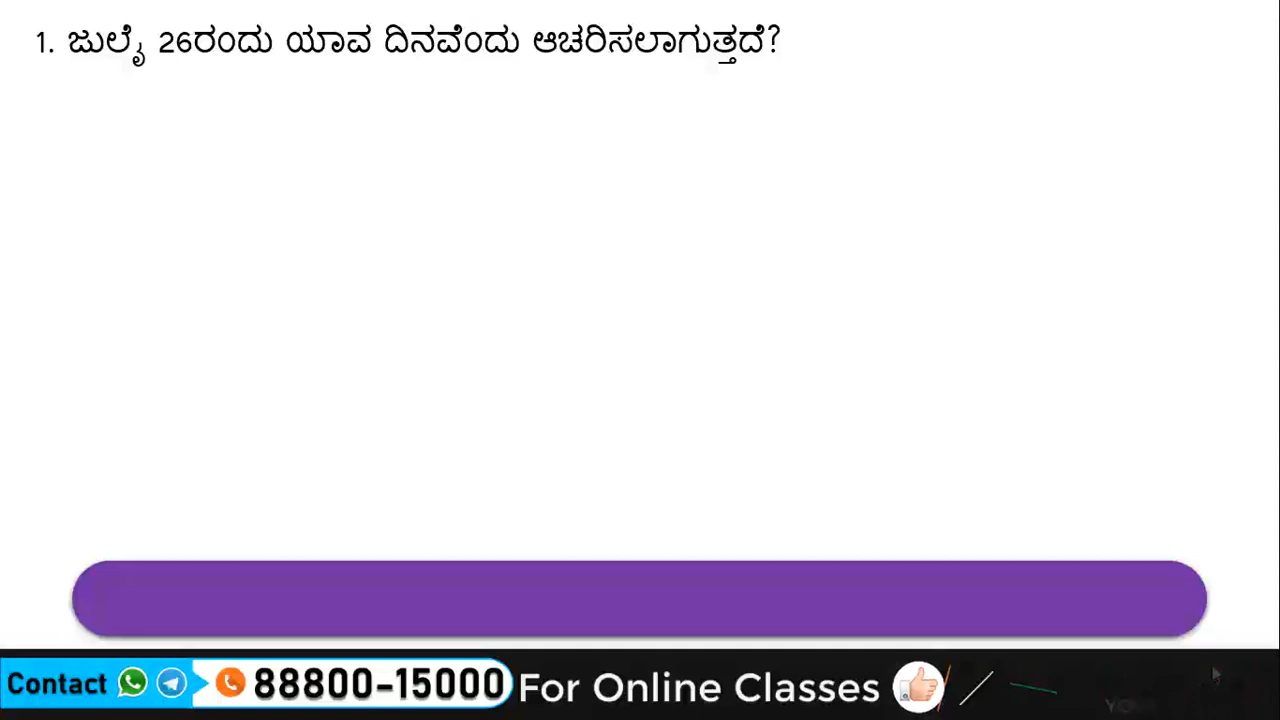 1. ಜುಲೈ 26ರಂದು ಯಾವ ದಿನವೆಂದು ಆಚರಿಸಲಾಗುತ್ತದೆ?
Contact 88800-15000 For Online Classes